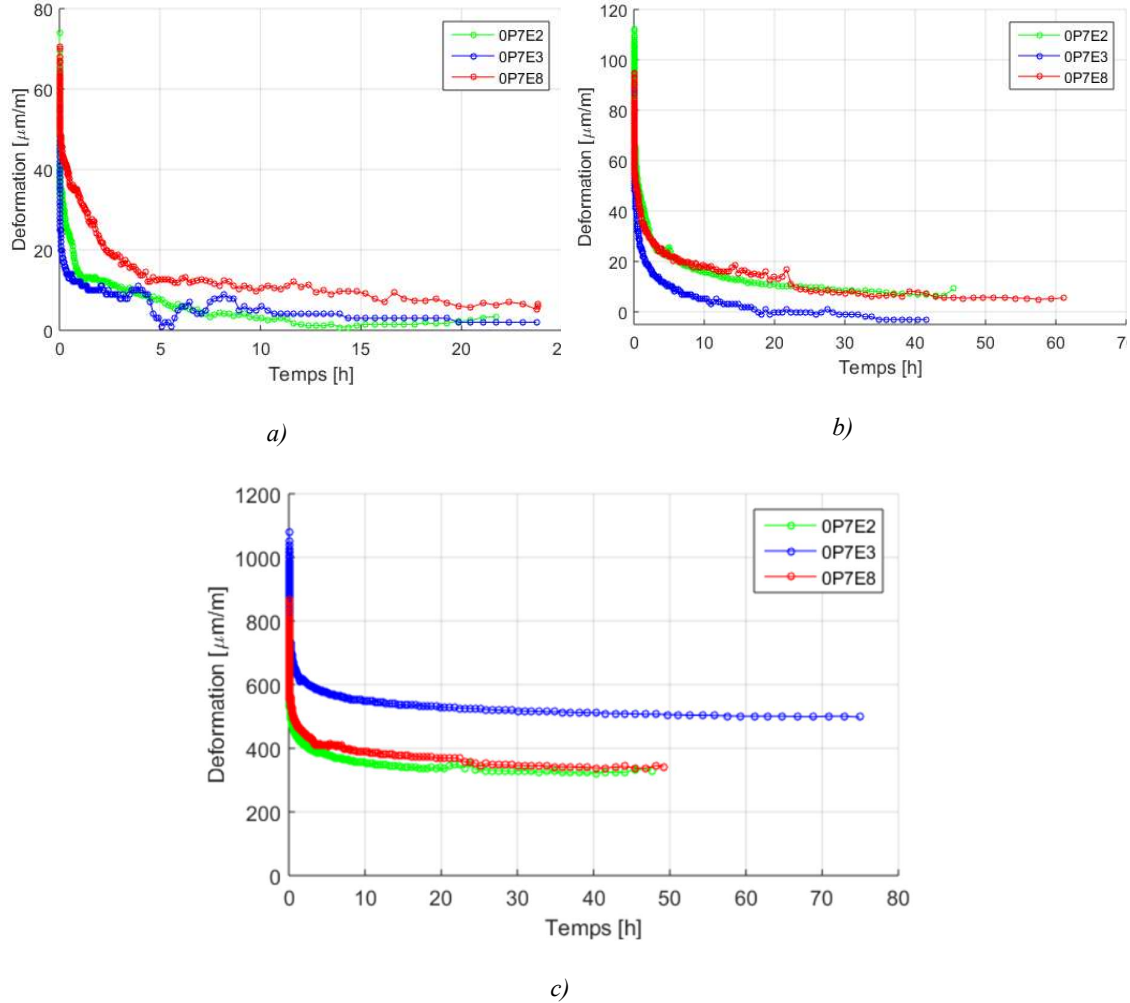 80
60
40
20
0
Deformation [μm/m]
0 5 10 15 20 2
Temps [h]
0P7E2
0P7E3
0P7E8
a)
120
100
80
60
40
20
0
Deformation [μm/m]
0 10 20 30 40 50 60 70
Temps [h]
0P7E2
0P7E3
0P7E8
b)
1200
1000
800
600
400
200
0
Deformation [μm/m]
0 10 20 30 40 50 60 70 80
Temps [h]
0P7E2
0P7E3
0P7E8
c)